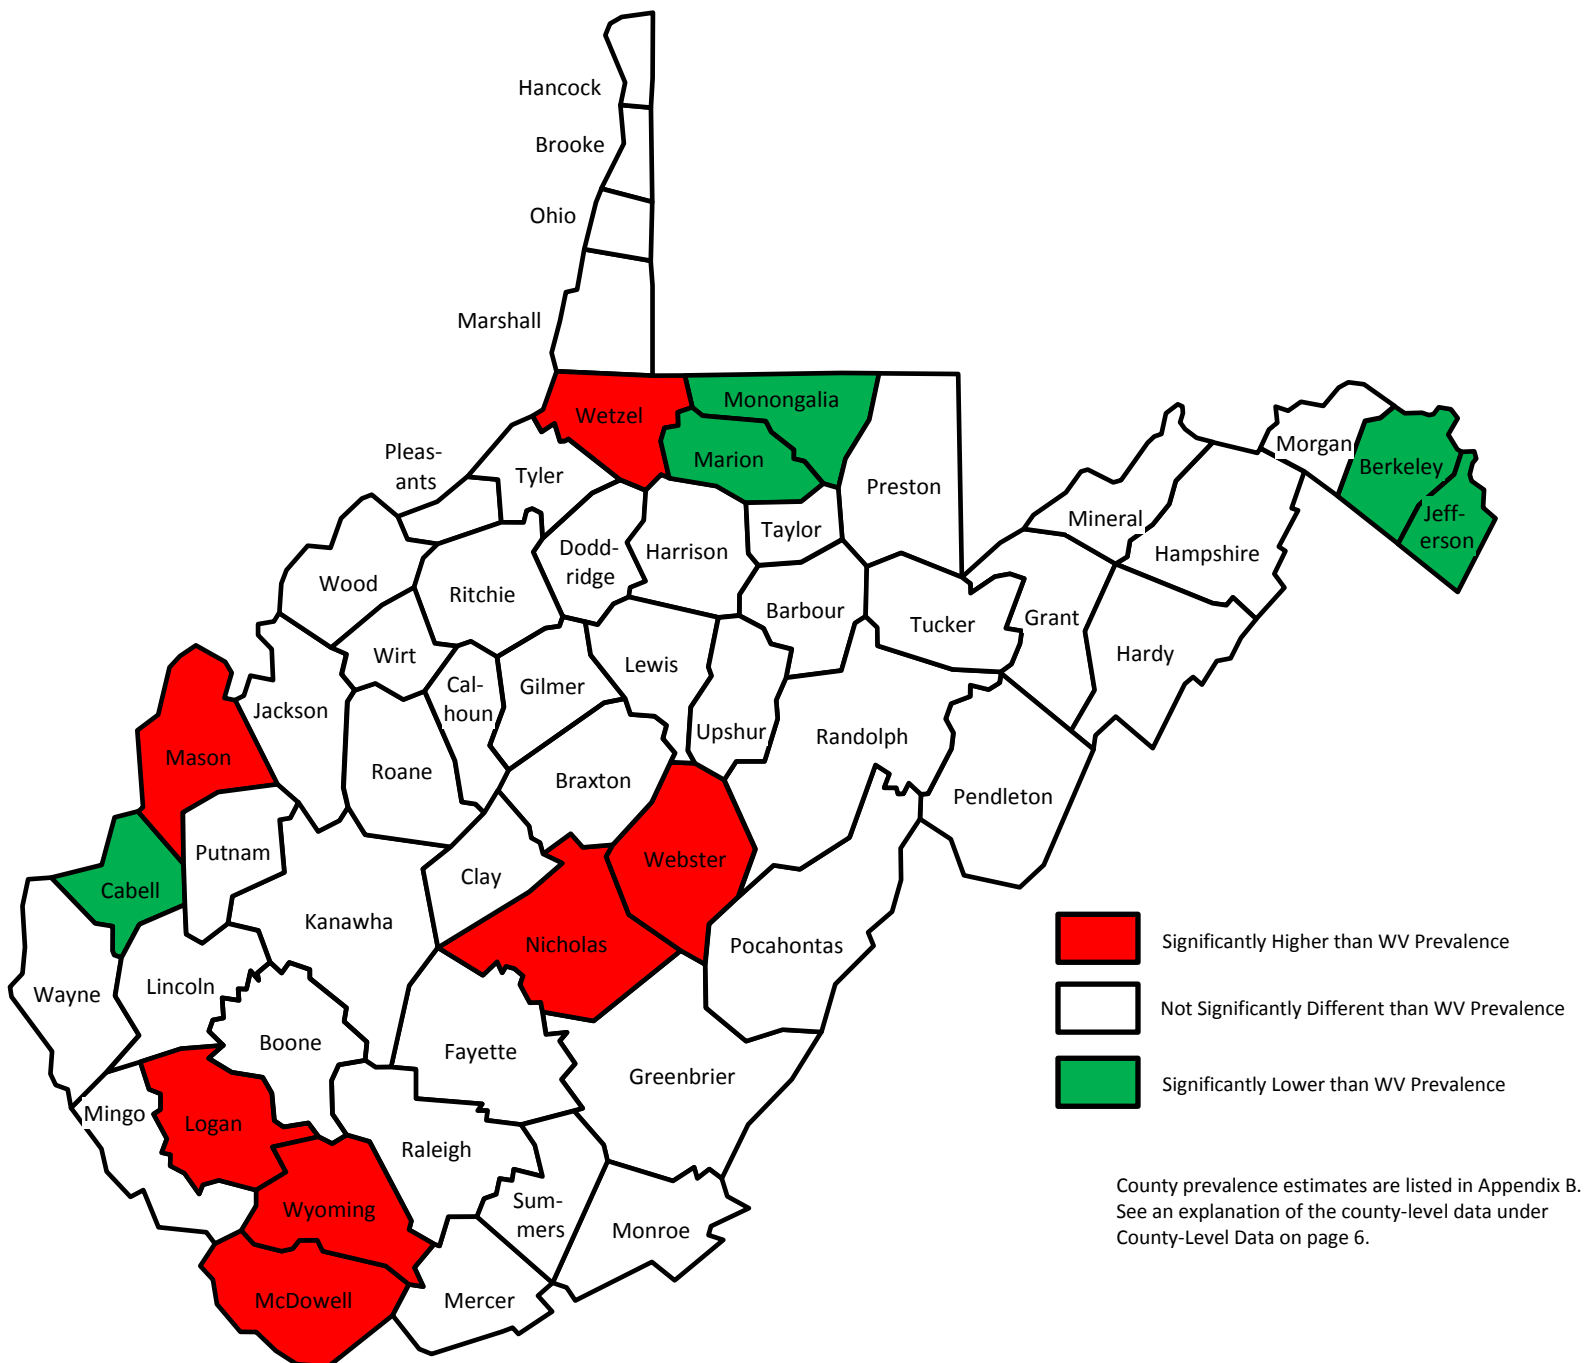 Hancock
Brooke
Ohio
Marshall
Wetzel
Monongalia
Marion
Pleas-
ants
Tyler
Preston
Morgan
Berkeley
Jeff-
erson
Mineral
Hampshire
Taylor
Harrison
Dodd-
ridge
Wood
Ritchie
Barbour
Tucker
Grant
Hardy
Wirt
Cal-
houn
Gilmer
Lewis
Upshur
Randolph
Jackson
Roane
Mason
Braxton
Pendleton
Putnam
Cabell
Clay
Webster
Kanawha
Nicholas
Pocahontas
Wayne
Lincoln
Boone
Fayette
Greenbrier
Mingo
Logan
Raleigh
Wyoming
Sum-
mers
Monroe
McDowell
Mercer
Significantly Higher than WV Prevalence
Not Significantly Different than WV Prevalence
Significantly Lower than WV Prevalence
County prevalence estimates are listed in Appendix B.
See an explanation of the county-level data under
County-Level Data on page 6.